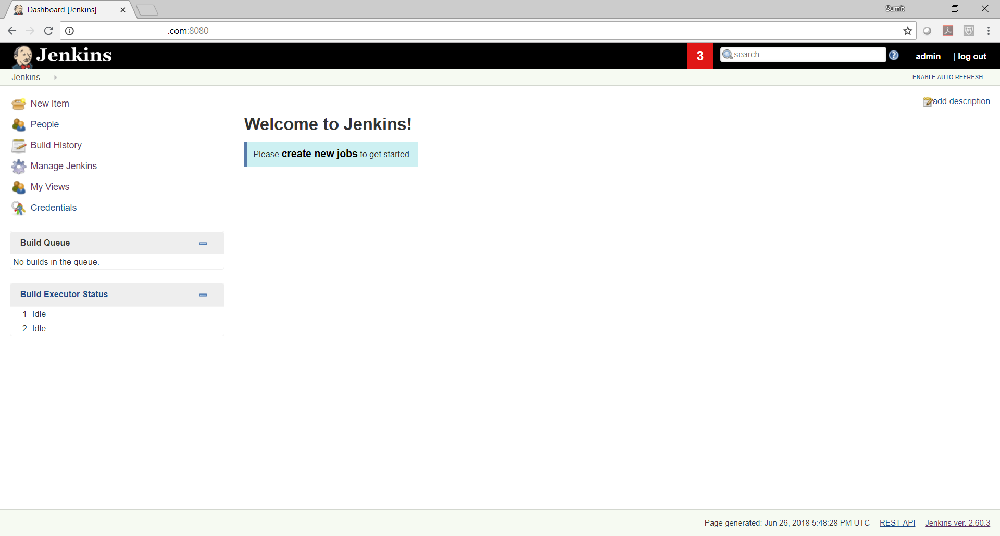 Dashboard [Jenkins]
Sumit
.com:8080
Jenkins
3
search
admin
| log out
Jenkins
ENABLE AUTO REFRESH
New Item
People
Build History
Manage Jenkins
My Views
Credentials
add description
Welcome to Jenkins!
Please create new jobs to get started.
Build Queue
No builds in the queue.
Build Executor Status
1 Idle
2 Idle
Page generated: Jun 26, 2018 5:48:28 PM UTC REST API Jenkins ver. 2.60.3